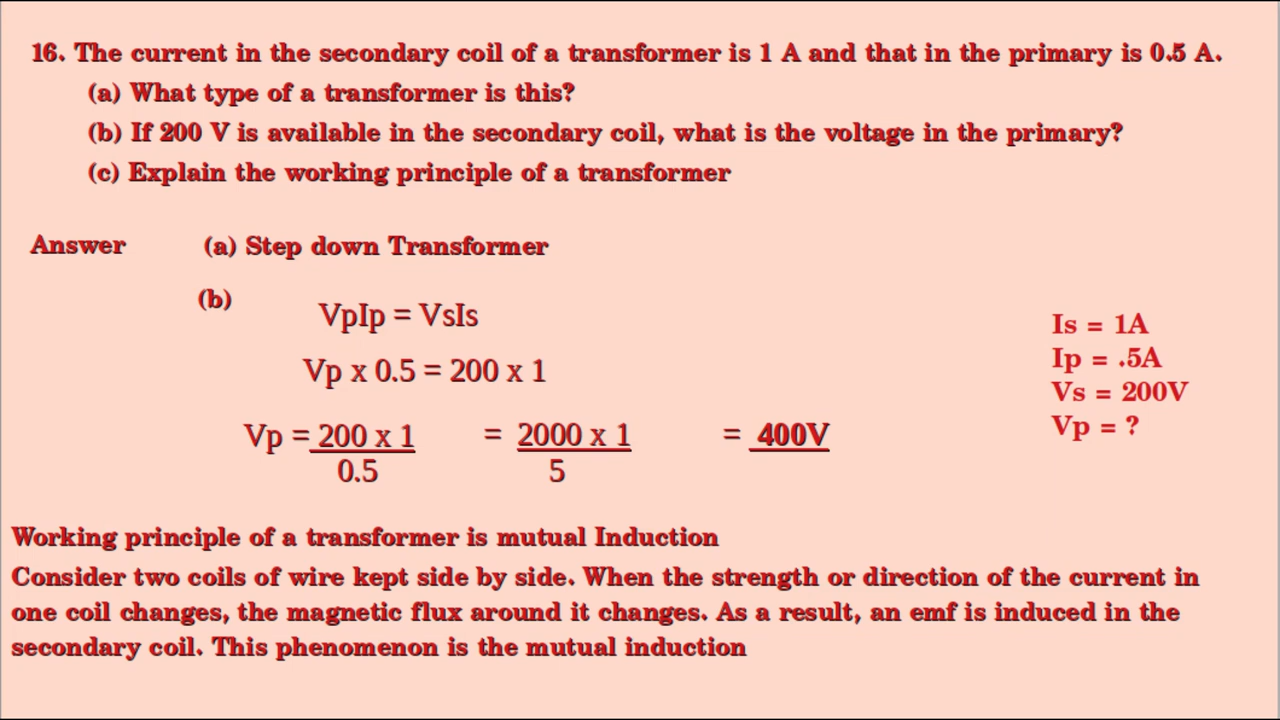 16. The current in the secondary coil of a transformer is 1 A and that in the primary is 0.5 A.
(a) What type of a transformer is this?
(b) If 200 V is available in the secondary coil, what is the voltage in the primary?
(c) Explain the working principle of a transformer
Answer (a) Step down Transformer
(b)
VpIp = VsIs
Vp x 0.5 = 200 x 1
Vp = 200 x 1 = 2000 x 1 = 400V
0.5 5
Is = 1A
Ip = .5A
Vs = 200V
Vp = ?
Working principle of a transformer is mutual Induction
Consider two coils of wire kept side by side. When the strength or direction of the current in
one coil changes, the magnetic flux around it changes. As a result, an emf is induced in the
secondary coil. This phenomenon is the mutual induction